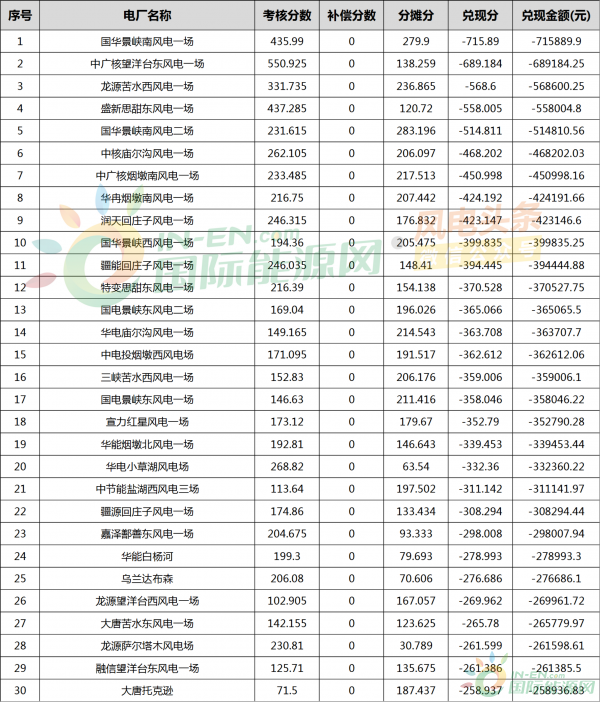 序号 电厂名称 考核分数 补偿分数 分摊分 兑现分 兑现金额(元)
1 国华景峡南风电一场 435.99 0 279.9 -715.89 -715889.9
2 中广核望洋台东风电一场 550.925 0 138.259 -689.184 -689184.25
3 龙源苦水西风电一场 331.735 0 236.865 -568.6 -568600.25
4 盛新思甜东风电一场 437.285 0 120.72 -558.005 -558004.8
5 国华景峡南风电二场 231.615 0 283.196 -514.811 -514810.56
6 中核庙尔沟风电一场 262.105 0 206.097 -468.202 -468202.03
7 中广核烟墩南风电一场 233.485 0 217.513 -450.998 -450998.16
8 华冉烟墩南风电一场 216.75 0 207.442 -424.192 -424191.66
9 润天回庄子风电一场 246.315 0 176.832 -423.147 -423146.6
10 国华景峡西风电一场 194.36 0 205.475 -399.835 -399835.25
11 疆能回庄子风电一场 246.035 0 148.41 -394.445 -394444.88
12 特变思甜东风电一场 216.39 0 154.138 -370.528 -370527.75
13 国电景峡东风电二场 169.04 0 196.026 -365.066 -365065.5
14 华电庙尔沟风电一场 149.165 0 214.543 -363.708 -363707.7
15 中电投烟墩西风电场 171.095 0 191.517 -362.612 -362612.06
16 三峡苦水西风电一场 152.83 0 206.176 -359.006 -359006.1
17 国电景峡东风电一场 146.63 0 211.416 -358.046 -358046.22
18 宣力红星风电一场 173.12 0 179.67 -352.79 -352790.28
19 华能烟墩北风电一场 192.81 0 146.643 -339.453 -339453.44
20 华电小草湖风电场 268.82 0 63.54 -332.36 -332360.22
21 中节能盐湖西风电三场 113.64 0 197.502 -311.142 -311141.97
22 疆源回庄子风电一场 174.86 0 133.434 -308.294 -308294.44
23 嘉泽鄯善东风电一场 204.675 0 93.333 -298.008 -298007.94
24 华能白杨河 199.3 0 79.693 -278.993 -278993.3
25 乌兰达布森 206.08 0 70.606 -276.686 -276686.1
26 龙源望洋台西风电一场 102.905 0 167.057 -269.962 -269961.72
27 大唐苦水东风电一场 142.155 0 123.625 -265.78 -265779.97
28 龙源萨尔塔木风电场 230.81 0 30.789 -261.599 -261598.61
29 融信望洋台东风电一场 125.71 0 135.675 -261.386 -261385.5
30 大唐托克逊 71.5 0 187.437 -258.937 -258936.83
IN-EN.com
国际能源网
风电头条
IN-EN.com
国际能源网